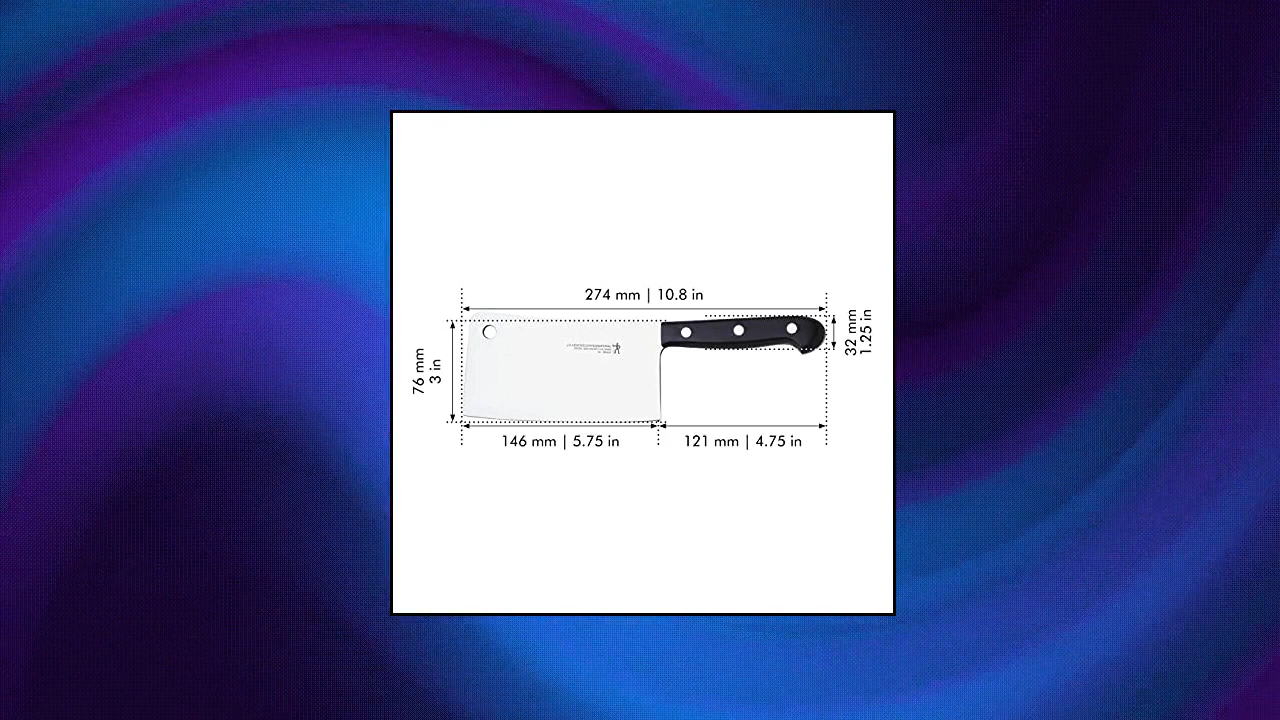 274 mm | 10.8 in
32 mm
1.25 in
76 mm
3 in
146 mm | 5.75 in
121 mm | 4.75 in